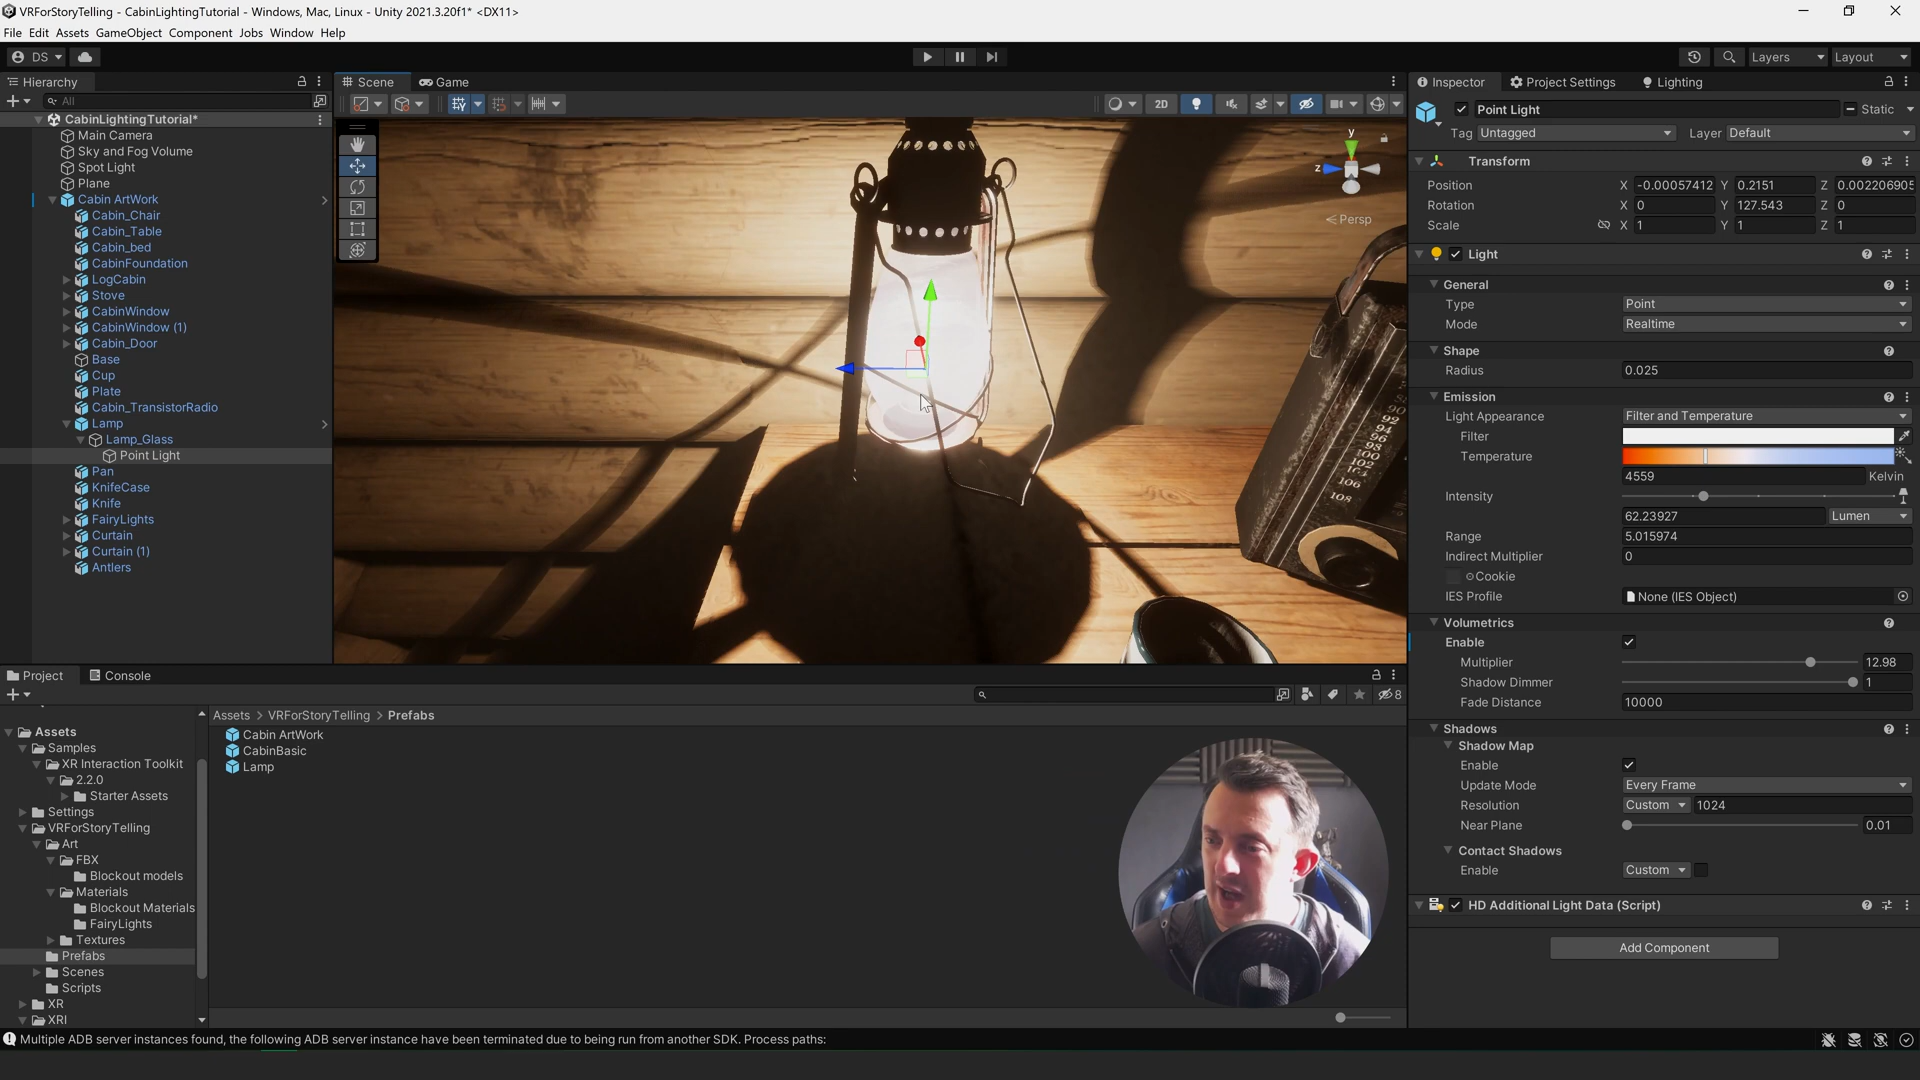 VRForStoryTelling - CabinLightingTutorial - Windows, Mac, Linux - Unity 2021.3.20f1* <DX11>
File Edit Assets GameObject Component Jobs Window Help
DS
Layers
Layout
Hierarchy
All
CabinLightingTutorial*
Main Camera
Sky and Fog Volume
Spot Light
Plane
Cabin ArtWork
Cabin_Chair
Cabin_Table
Cabin_bed
CabinFoundation
LogCabin
Stove
CabinWindow
CabinWindow (1)
Cabin_Door
Base
Cup
Plate
Cabin_TransistorRadio
Lamp
Lamp_Glass
Point Light
Pan
KnifeCase
Knife
FairyLights
Curtain
Curtain (1)
Antlers
Scene
Game
2D
y
z
Persp
90
92
94
96
98
100
102
104
106
108
Inspector
Project Settings
Lighting
Point Light
Static
Tag Untagged
Layer Default
Transform
Position X -0.00057412 Y 0.2151 Z 0.002206905
Rotation X 0 Y 127.543 Z 0
Scale X 1 Y 1 Z 1
Light
General
Type Point
Mode Realtime
Shape
Radius 0.025
Emission
Light Appearance Filter and Temperature
Filter
Temperature
4559 Kelvin
Intensity
62.23927 Lumen
Range 5.015974
Indirect Multiplier 0
Cookie
IES Profile None (IES Object)
Volumetrics
Enable
Multiplier 12.98
Shadow Dimmer 1
Fade Distance 10000
Shadows
Shadow Map
Enable
Update Mode Every Frame
Resolution Custom 1024
Near Plane 0.01
Contact Shadows
Enable Custom
HD Additional Light Data (Script)
Add Component
Project
Console
8
Assets
Samples
XR Interaction Toolkit
2.2.0
Starter Assets
Settings
VRForStoryTelling
Art
FBX
Blockout models
Materials
Blockout Materials
FairyLights
Textures
Prefabs
Scenes
Scripts
XR
XRI
Assets > VRForStoryTelling > Prefabs
Cabin ArtWork
CabinBasic
Lamp
Multiple ADB server instances found, the following ADB server instance have been terminated due to being run from another SDK. Process paths: